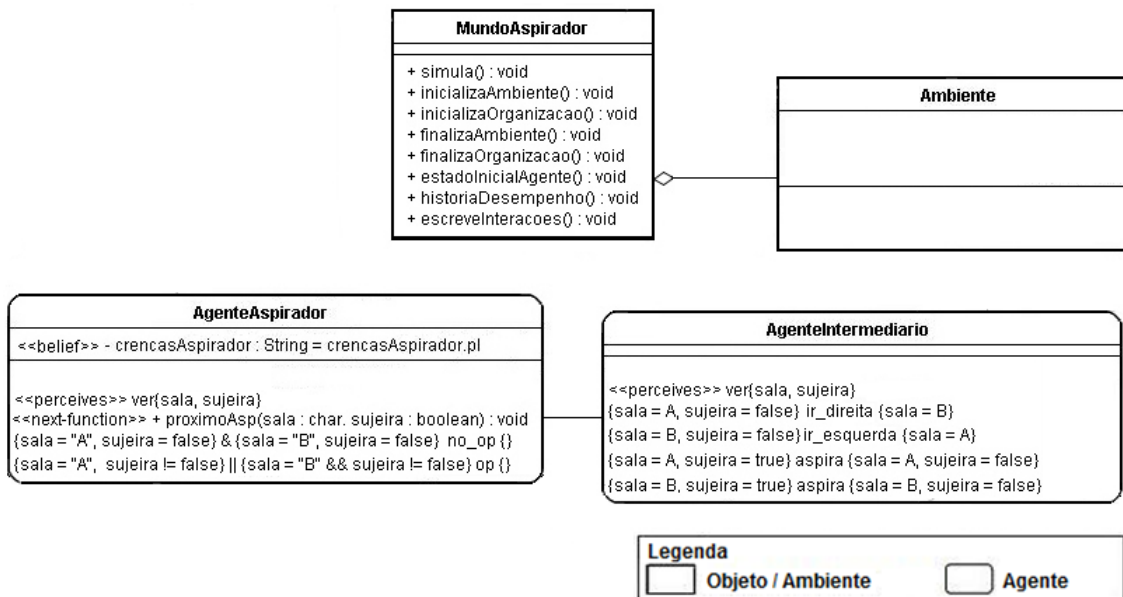 MundoAspirador
+ simula() : void
+ inicializaAmbiente() : void
+ inicializaOrganizacao() : void
+ finalizaAmbiente() : void
+ finalizaOrganizacao() : void
+ estadoInicialAgente() : void
+ historiaDesempenho() : void
+ escreveInteracoes() : void
Ambiente
AgenteAspirador
<<belief>> - crencasAspirador : String = crencasAspirador.pl
<<perceives>> ver{sala, sujeira}
<<next-function>> + proximoAsp(sala : char. sujeira : boolean) : void
{sala = "A", sujeira = false} & {sala = "B", sujeira = false} no_op {}
{sala = "A", sujeira != false} || {sala = "B" && sujeira != false} op {}
AgenteIntermediario
<<perceives>> ver{sala, sujeira}
{sala = A, sujeira = false} ir_direita {sala = B}
{sala = B, sujeira = false} ir_esquerda {sala = A}
{sala = A, sujeira = true} aspira {sala = A, sujeira = false}
{sala = B, sujeira = true} aspira {sala = B, sujeira = false}
Legenda
Objeto / Ambiente
Agente